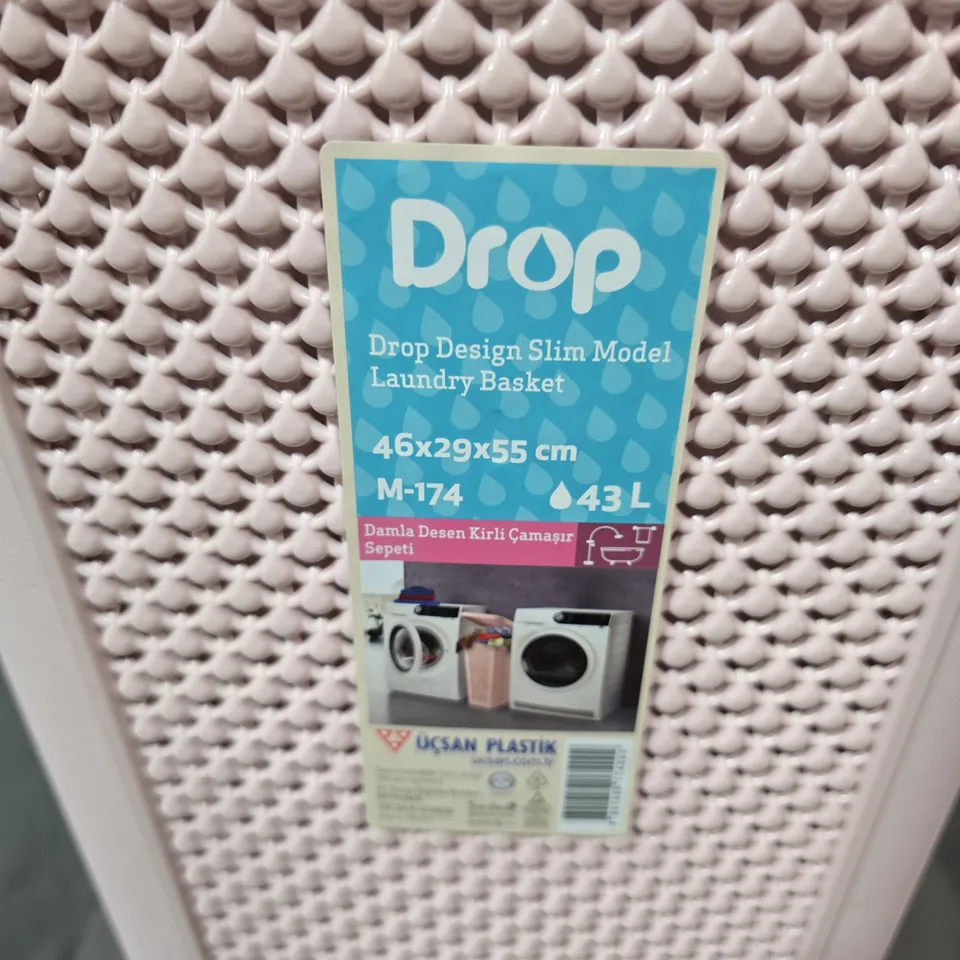 Drop
Drop Design Slim Model
Laundry Basket
46x29x55 cm
M-174
43 L
Damla Desen Kirli Çamaşır
Sepeti
ÜÇSAN PLASTİK